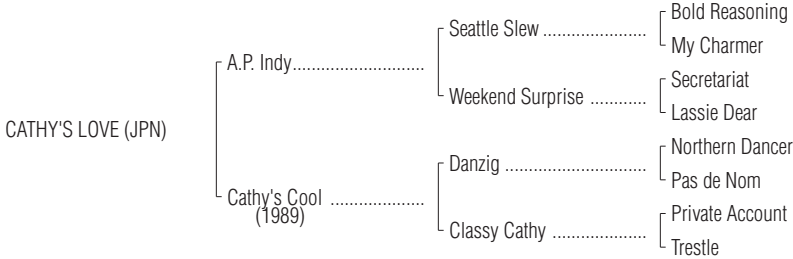 Bold Reasoning
Seattle Slew ......................
My Charmer
A.P. Indy............................
Secretariat
Weekend Surprise ............
Lassie Dear
CATHY'S LOVE (JPN)
Northern Dancer
Danzig ..............................
Pas de Nom
Cathy's Cool ....................
(1989)
Private Account
Classy Cathy ....................
Trestle